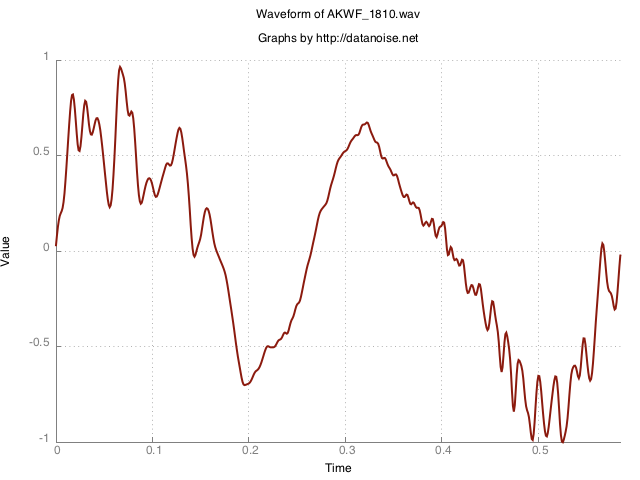 Waveform of AKWF_1810.wav
Graphs by http://datanoise.net
1
0.5
0
-0.5
-1
Value
0 0.1 0.2 0.3 0.4 0.5
Time